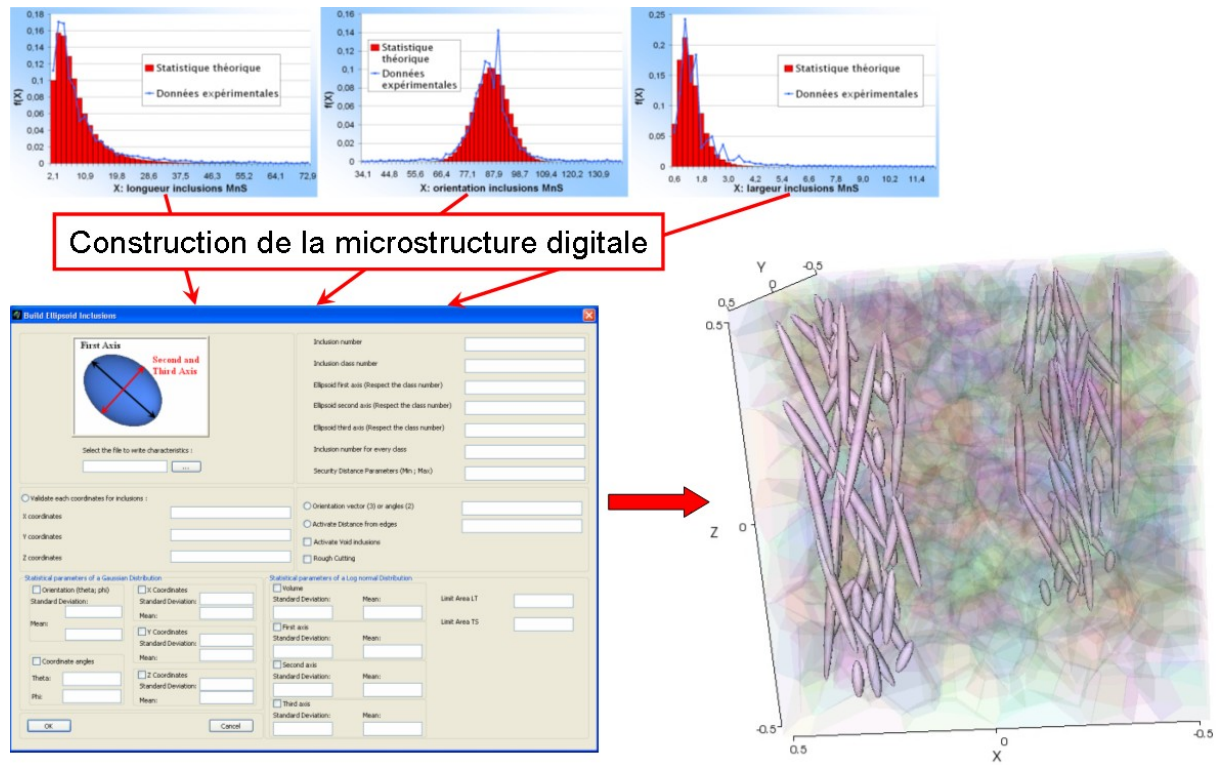 0,18
0,16
0,14
0,12
0,1
0,08
0,06
0,04
0,02
0
f(X)
Statistique théorique
Données expérimentales
2,1 10,9 19,8 28,6 37,5 46,3 55,2 64,1 72,9
X: longueur inclusions MnS
0,16
0,14
0,12
0,1
0,08
0,06
0,04
0,02
0
f(X)
Statistique
théorique
Données
expérimentales
34,1 44,8 55,6 66,4 77,1 87,9 98,7 109,4 120,2 130,9
X: orientation inclusions MnS
0,25
0,2
0,15
0,1
0,05
0
f(X)
Statistique théorique
Données expérimentales
0,6 1,8 3,0 4,2 5,4 6,6 7,8 9,0 10,2 11,4
X: largeur inclusions MnS
Construction de la microstructure digitale
Build Ellipsoid Inclusions
First Axis
Second and
Third Axis
Select the file to write characteristics :
...
Inclusion number
Inclusion class number
Ellipsoid first axis (Respect the class number)
Ellipsoid second axis (Respect the class number)
Ellipsoid third axis (Respect the class number)
Inclusion number for every class
Security Distance Parameters (Min ; Max)
Validate each coordinates for inclusions :
X coordinates
Y coordinates
Z coordinates
Orientation vector (3) or angles (2)
Activate Distance from edges
Activate Void inclusions
Rough Cutting
Statistical parameters of a Gaussian Distribution
Orientation (theta; phi)
Standard Deviation:
Mean:
Coordinate angles
Theta:
Phi:
X Coordinates
Standard Deviation:
Mean:
Y Coordinates
Standard Deviation:
Mean:
Z Coordinates
Standard Deviation:
Mean:
OK
Cancel
Statistical parameters of a Log normal Distribution
Volume
Standard Deviation: Mean:
First axis
Standard Deviation: Mean:
Second axis
Standard Deviation: Mean:
Third axis
Standard Deviation: Mean:
Limit Area LT
Limit Area TS
Y
-0.5
0
0.5
0.5
Z
0
-0.5
0.5
0
X
-0.5